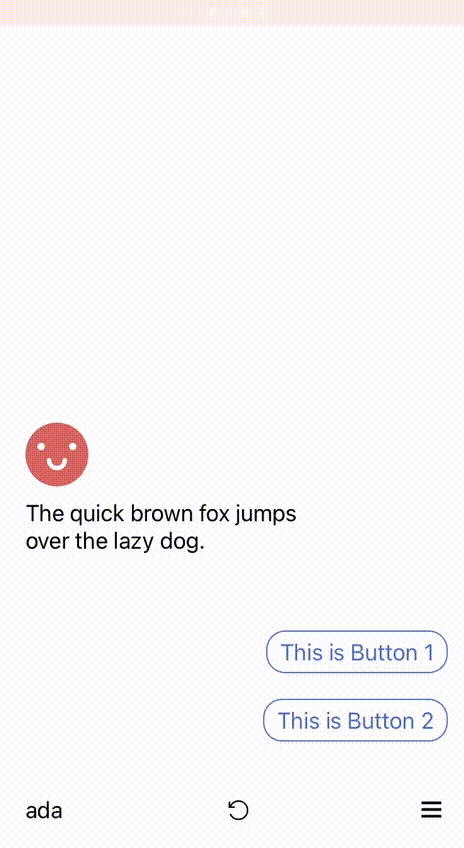 The quick brown fox jumps
over the lazy dog.
This is Button 1
This is Button 2
ada